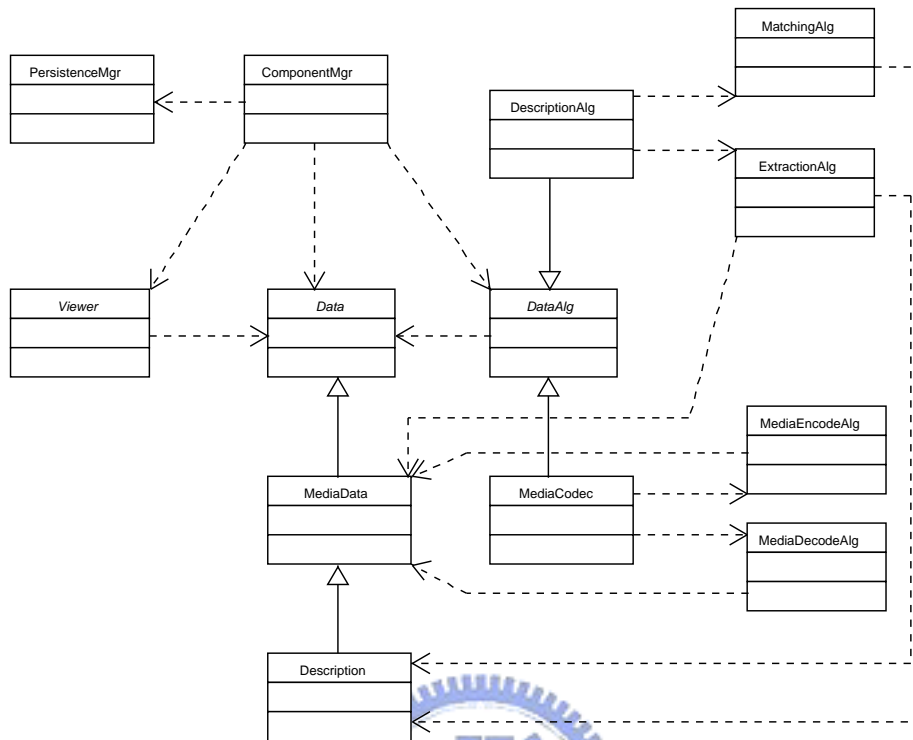 MatchingAlg
PersistenceMgr
ComponentMgr
DescriptionAlg
ExtractionAlg
Viewer
Data
DataAlg
MediaEncodeAlg
MediaData
MediaCodec
MediaDecodeAlg
Description